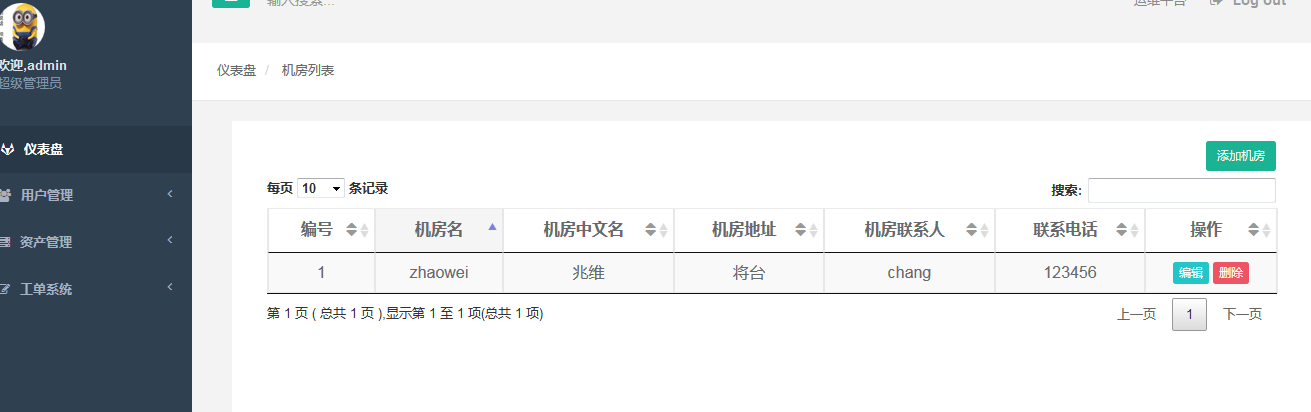 输入搜索...
运维平台 Log out
欢迎,admin
超级管理员
仪表盘
用户管理
资产管理
工单系统
仪表盘 / 机房列表
添加机房
每页 10 条记录
搜索:
编号 机房名 机房中文名 机房地址 机房联系人 联系电话 操作
1 zhaowei 兆维 将台 chang 123456 编辑 删除
第 1 页 ( 总共 1 页 ),显示第 1 至 1 项(总共 1 项)
上一页 1 下一页